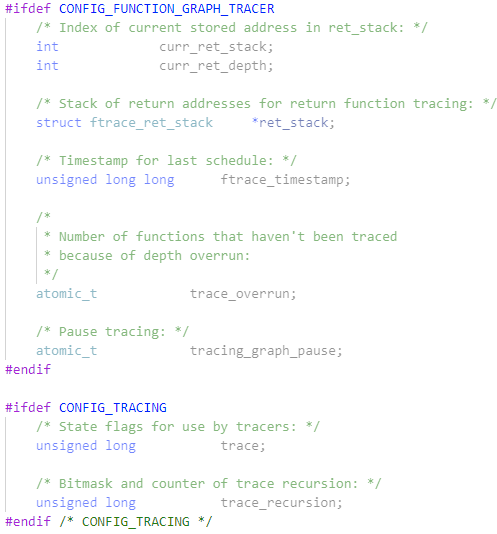 #ifdef CONFIG_FUNCTION_GRAPH_TRACER
/* Index of current stored address in ret_stack: */
int curr_ret_stack;
int curr_ret_depth;
/* Stack of return addresses for return function tracing: */
struct ftrace_ret_stack *ret_stack;
/* Timestamp for last schedule: */
unsigned long long ftrace_timestamp;
/*
* Number of functions that haven't been traced
* because of depth overrun:
*/
atomic_t trace_overrun;
/* Pause tracing: */
atomic_t tracing_graph_pause;
#endif
#ifdef CONFIG_TRACING
/* State flags for use by tracers: */
unsigned long trace;
/* Bitmask and counter of trace recursion: */
unsigned long trace_recursion;
#endif /* CONFIG_TRACING */